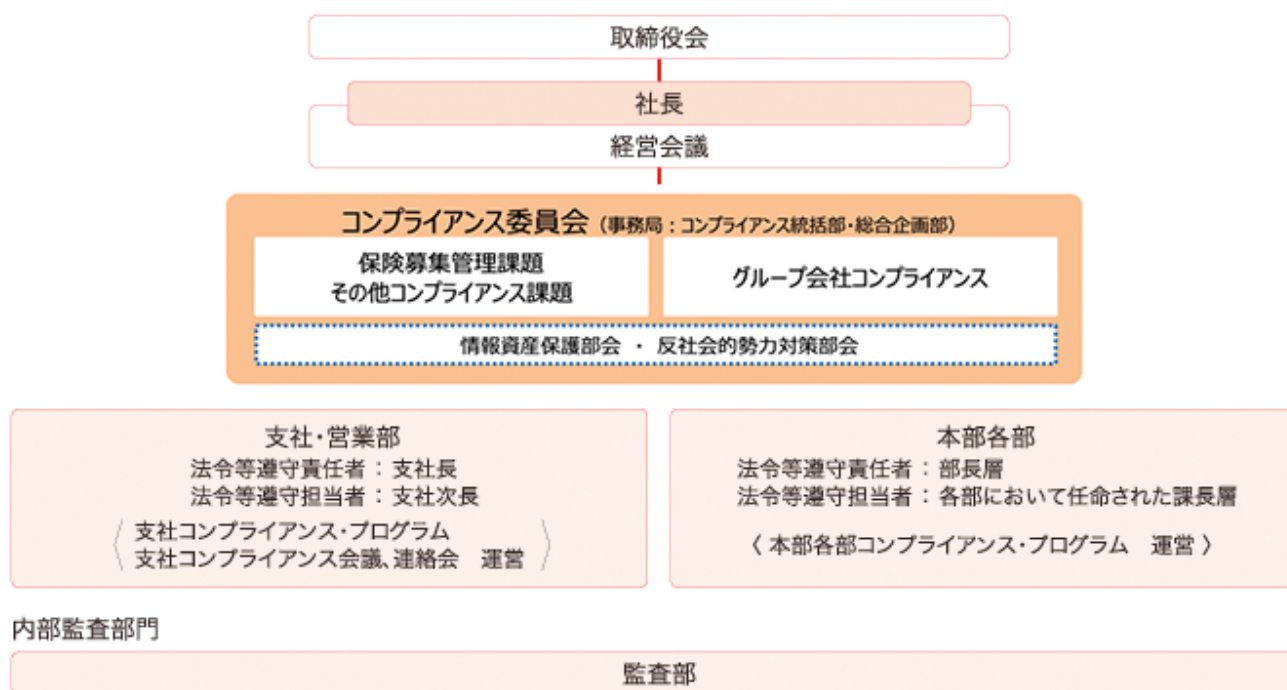 取締役会
社長
経営会議
コンプライアンス委員会（事務局：コンプライアンス統括部・総合企画部）
保険募集管理課題
その他コンプライアンス課題
グループ会社コンプライアンス
情報資産保護部会 ・ 反社会的勢力対策部会
支社・営業部
法令等遵守責任者：支社長
法令等遵守担当者：支社次長
〈支社コンプライアンス・プログラム
支社コンプライアンス会議、連絡会　運営〉
本部各部
法令等遵守責任者：部長層
法令等遵守担当者：各部において任命された課長層
〈本部各部コンプライアンス・プログラム　運営〉
内部監査部門
監査部